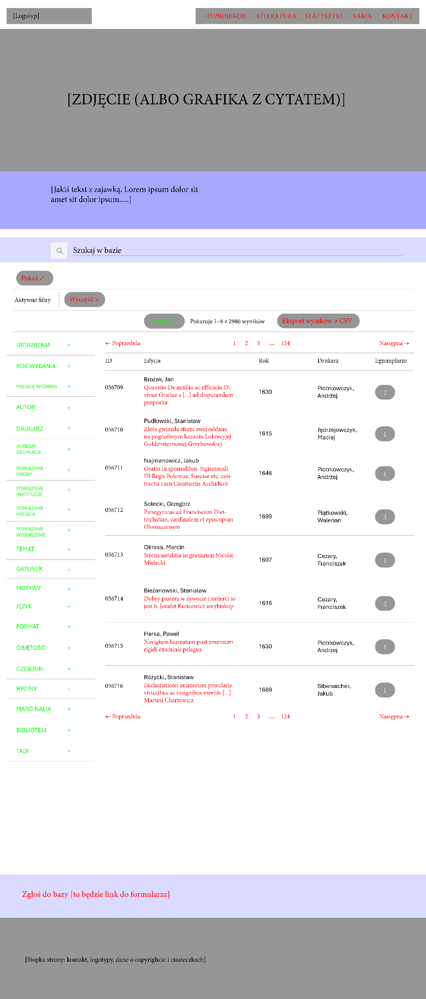 [Logotyp]
O PROJEKCIE LITERATURA STATYSTYKI VARIA KONTAKT
[ZDJĘCIE (ALBO GRAFIKA Z CYTATEM)]
[Jakiś tekst z zajawką. Lorem ipsum dolor sit
amet sit dolor ipsum.....]
Szukaj w bazie
Pokaż ✓
Aktywne filtry
Wyczyść ×
Sortuj ↳
Pokazuje 1–8 z 2980 wyników
Eksport wyników → CSV
USTAWIENIA +
ROK WYDANIA +
MIEJSCE WYDANIA +
AUTOR +
DRUKARZ +
ADRESAT
DEDYKACJI +
POWIĄZANE
OSOBY +
POWIĄZANE
INSTYTUCJE +
POWIĄZANE
MIEJSCA +
POWIĄZANE
WYDARZENIE +
TEMAT +
GATUNEK +
MOTYWY +
JĘZYK +
FORMAT +
OBJĘTOŚĆ +
CZCIONKI +
RYCINY +
MARGINALIA +
BIBLIOTEKI +
TAGI +
← Poprzednia 1 2 3 .... 124 Następna →
ID Edycja Rok Drukarz Egzemplarze
056709
Brożek, Jan
Quaestio De auxilio ac efficacia Di-
vinae Gratiae a [...] ad disputandum
proposita
1630
Piotrkowczyk,
Andrzej
2
056710
Pudłowski, Stanisław
Złota gwiazda sferze swej oddana
na pogrzebnym kazaniu Lukrecyjej
Guldensternowej Grzybowskiej
1615
Jędrzejowczyk,
Maciej
1
056711
Najmanowicz, Jakub
Oratio in sponsalibus Sigismundi
III Regis Poloniae, Sueciae etc. con-
tractis cum Constantia Archiduce
1646
Piotrkowczyk,
Andrzej
1
056712
Solecki, Grzegorz
Panegyricus ad Franciscum Diet-
trichstain, cardinalem et episcopum
Olomucensem
1699
Piątkowski,
Walerian
3
056713
Okrasa, Marcin
Strena natalitia in gratiarum Nicolai
Mielecki
1607
Cezary,
Franciszek
1
056714
Bieżanowski, Stanisław
Dobry pasterz w żywocie i śmierci to
jest b. Jozafat Kuncewicz arcybiskup
1616
Cezary,
Franciszek
2
056715
Herka, Paweł
Navigium laureatum post emensum
rigidi examinis pelagus
1630
Piotrkowczyk,
Andrzej
1
056716
Różycki, Stanisław
Eucharisticon animorum praeclaris
virtutibus ac insignibus meritis [...]
Martini Charzewicz
1689
Sibenaicher,
Jakub
1
← Poprzednia 1 2 3 .... 124 Następna →
Zgłoś do bazy [to będzie link do formularza]
[Stopka strony: kontakt, logotypy, dane o copyrighcie i ciasteczkach]